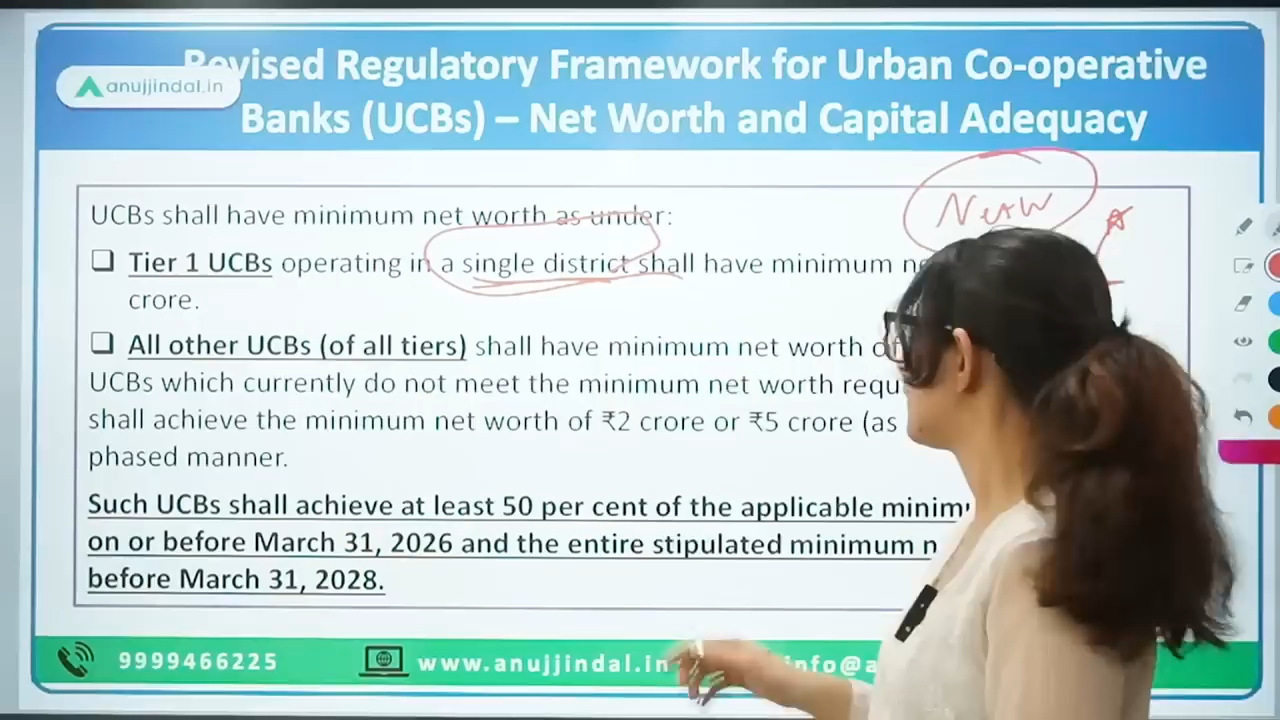 Revised Regulatory Framework for Urban Co-operative
anujjindal.in
Banks (UCBs) – Net Worth and Capital Adequacy
Netw
UCBs shall have minimum net worth as under:
❑ Tier 1 UCBs operating in a single district shall have minimum
crore.
❑ All other UCBs (of all tiers) shall have minimum net worth
UCBs which currently do not meet the minimum net worth
shall achieve the minimum net worth of ₹2 crore or ₹5 crore (as
phased manner.
Such UCBs shall achieve at least 50 per cent of the applicable
on or before March 31, 2026 and the entire stipulated minimum
before March 31, 2028.
9999466225
www.anujjindal.in